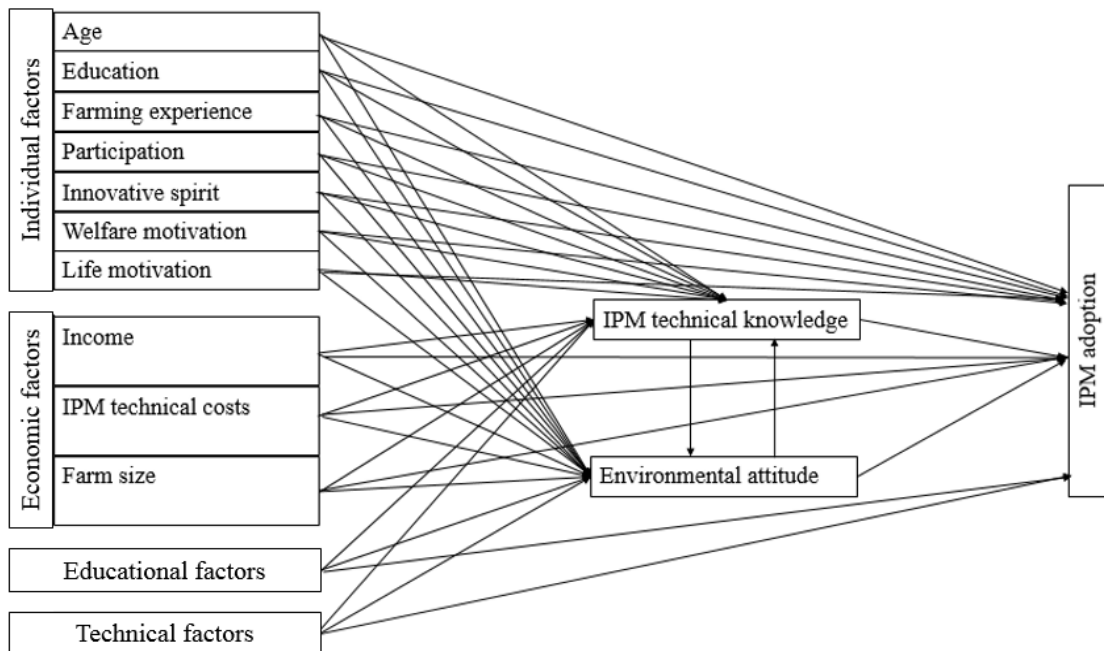 Individual factors
Age
Education
Farming experience
Participation
Innovative spirit
Welfare motivation
Life motivation
Economic factors
Income
IPM technical costs
Farm size
Educational factors
Technical factors
IPM technical knowledge
Environmental attitude
IPM adoption